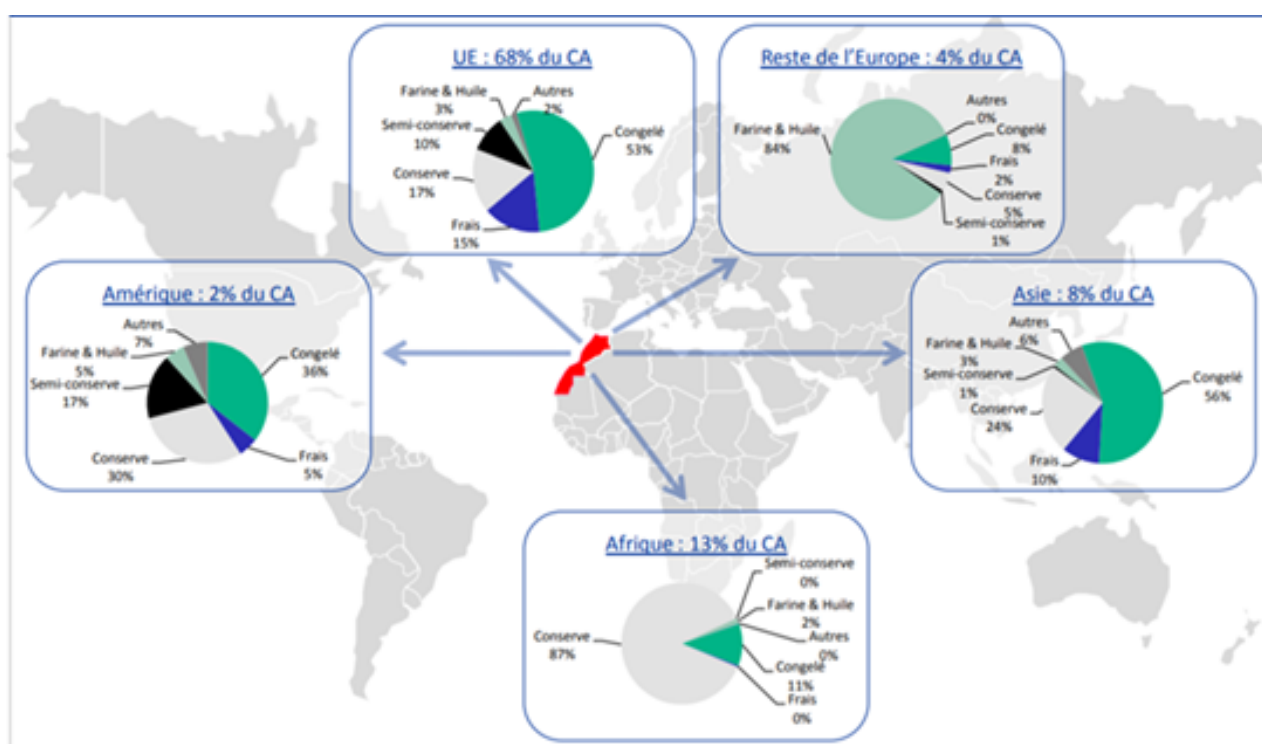 UE : 68% du CA
Farine & Huile
3%
Autres
2%
Semi-conserve
10%
Congelé
53%
Conserve
17%
Frais
15%
Reste de l'Europe : 4% du CA
Autres
0%
Farine & Huile
84%
Congelé
8%
Frais
2%
Conserve
5%
Semi-conserve
1%
Amérique : 2% du CA
Autres
7%
Farine & Huile
5%
Congelé
36%
Semi-conserve
17%
Conserve
30%
Frais
5%
Asie : 8% du CA
Autres
6%
Farine & Huile
3%
Semi-conserve
1%
Congelé
56%
Conserve
24%
Frais
10%
Afrique : 13% du CA
Semi-conserve
0%
Farine & Huile
2%
Conserve
87%
Autres
0%
Congelé
11%
Frais
0%